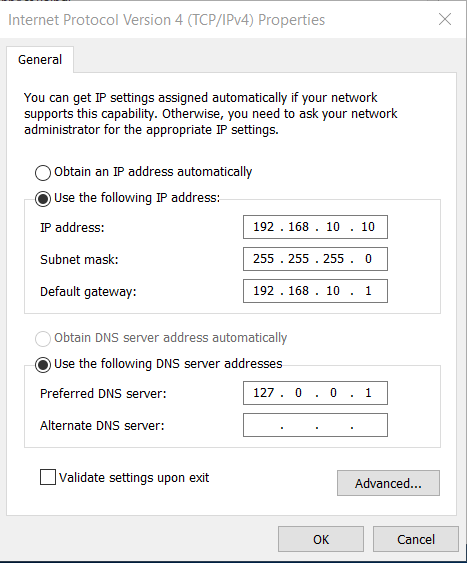 Internet Protocol Version 4 (TCP/IPv4) Properties
General
You can get IP settings assigned automatically if your network
supports this capability. Otherwise, you need to ask your network
administrator for the appropriate IP settings.
Obtain an IP address automatically
Use the following IP address:
IP address: 192 . 168 . 10 . 10
Subnet mask: 255 . 255 . 255 . 0
Default gateway: 192 . 168 . 10 . 1
Obtain DNS server address automatically
Use the following DNS server addresses
Preferred DNS server: 127 . 0 . 0 . 1
Alternate DNS server: . . .
Validate settings upon exit
Advanced...
OK Cancel